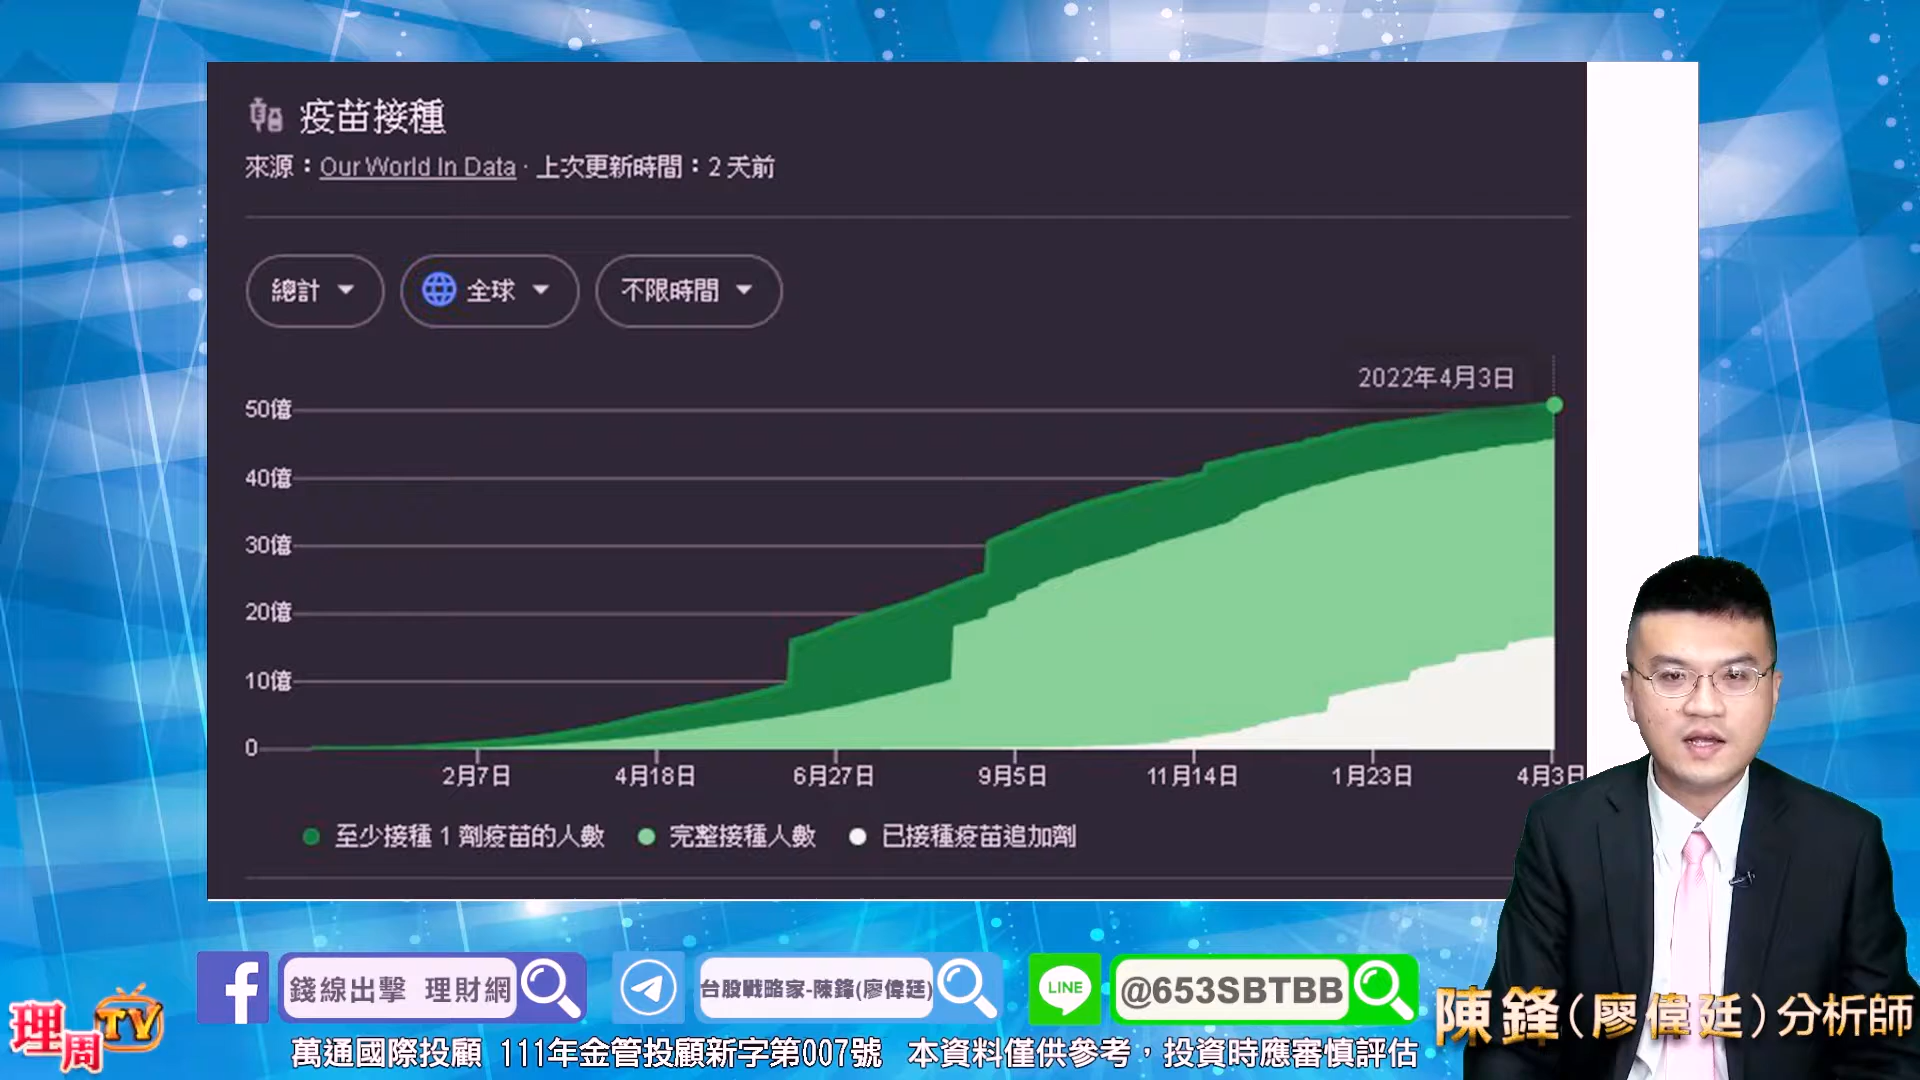 疫苗接種
來源：Our World In Data · 上次更新時間：2 天前
總計
全球
不限時間
2022年4月3日
50億
40億
30億
20億
10億
0
2月7日
4月18日
6月27日
9月5日
11月14日
1月23日
4月3日
至少接種 1 劑疫苗的人數
完整接種人數
已接種疫苗追加劑
f
錢線出擊 理財網
台股戰略家-陳鋒(廖偉廷)
LINE
@653SBTBB
陳鋒(廖偉廷)分析師
理周TV
萬通國際投顧 111年金管投顧新字第007號 本資料僅供參考，投資時應審慎評估